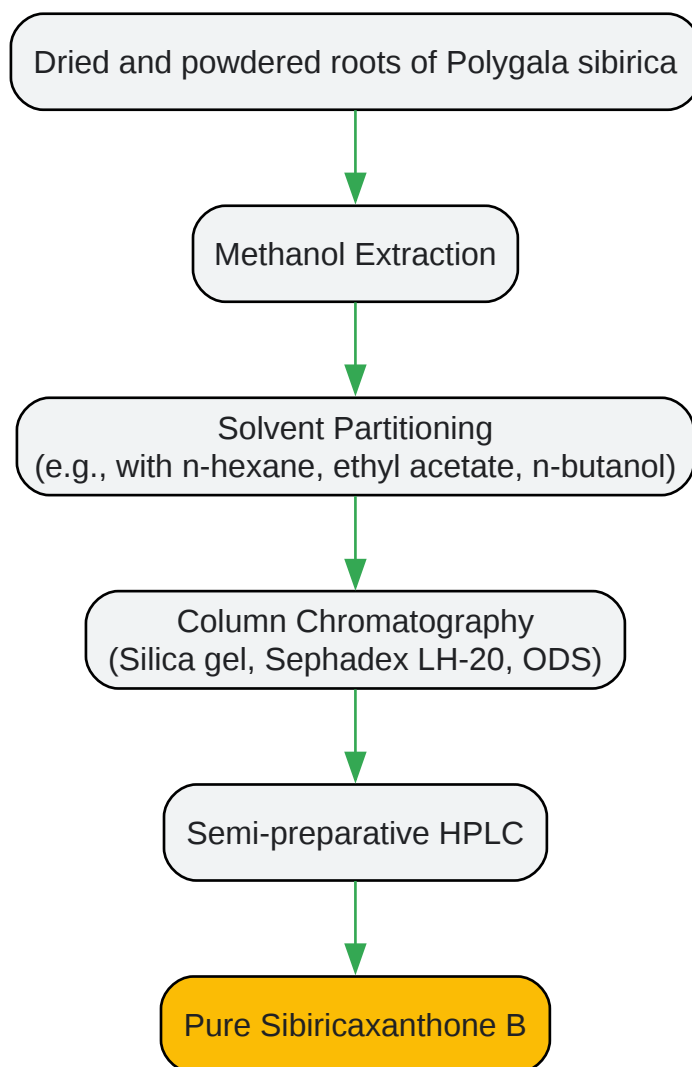 Dried and powdered roots of Polygala sibirica
Methanol Extraction
Solvent Partitioning
(e.g., with n-hexane, ethyl acetate, n-butanol)
Column Chromatography
(Silica gel, Sephadex LH-20, ODS)
Semi-preparative HPLC
Pure Sibiricaxanthone B